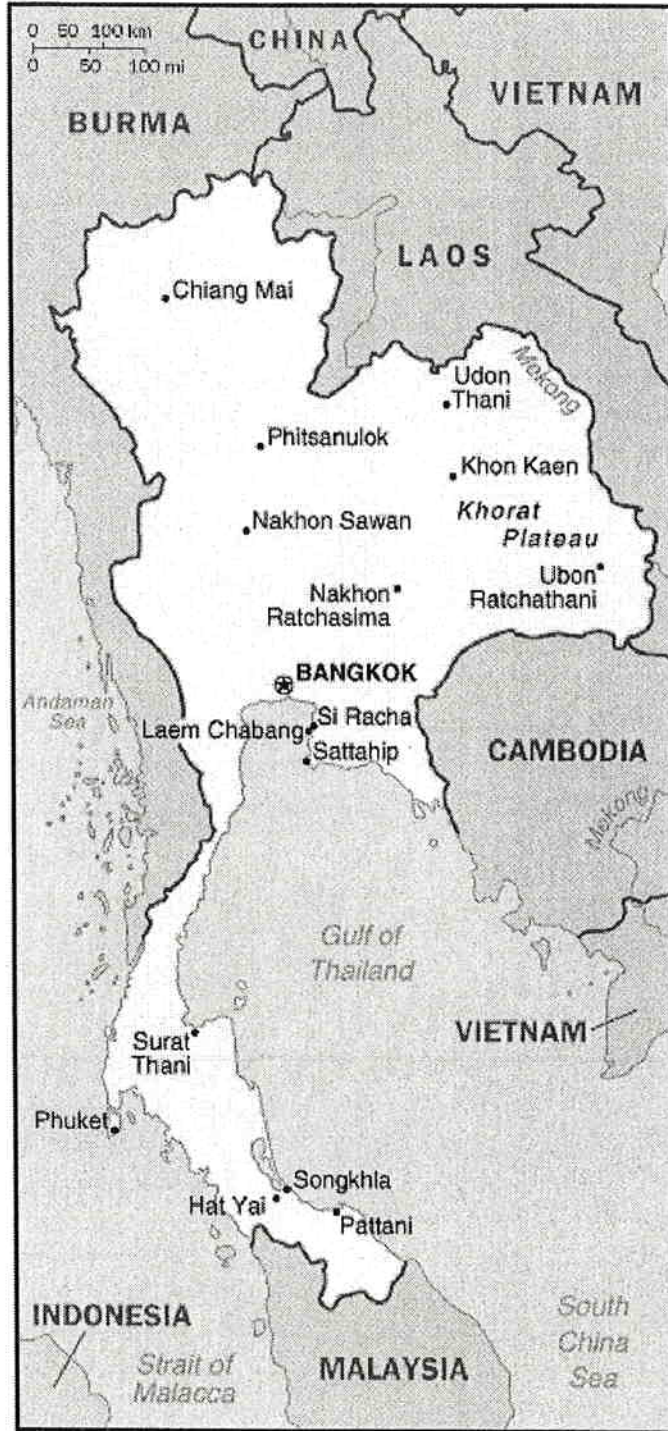 0 50 100 km
0 50 100 mi
CHINA
VIETNAM
BURMA
LAOS
Chiang Mai
Udon
Thani
Mekong
Phitsanulok
Khon Kaen
Nakhon Sawan
Khorat
Plateau
Nakhon
Ratchasima
Ubon
Ratchathani
BANGKOK
Andaman
Sea
Si Racha
Laem Chabang
Sattahip
CAMBODIA
Mekong
Gulf of
Thailand
VIETNAM
Surat
Thani
Phuket
Songkhla
Hat Yai
Pattani
INDONESIA
Strait of
Malacca
MALAYSIA
South
China
Sea